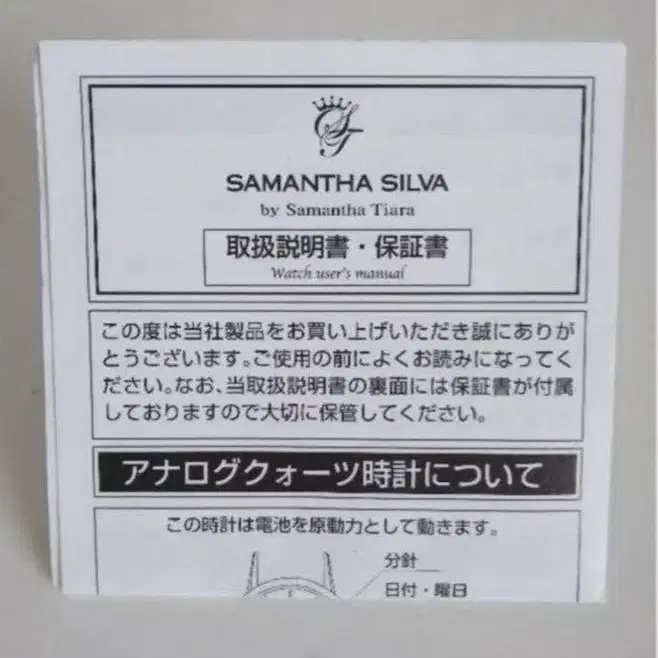 SAMANTHA SILVA
by Samantha Tiara
取扱説明書・保証書
Watch user's manual
この度は当社製品をお買い上げいただき誠にありが
とうございます。ご使用の前によくお読みになってく
ださい。なお、当取扱説明書の裏面には保証書が付属
しておりますので大切に保管してください。
アナログクォーツ時計について
この時計は電池を原動力として動きます。
分針
日付・曜日